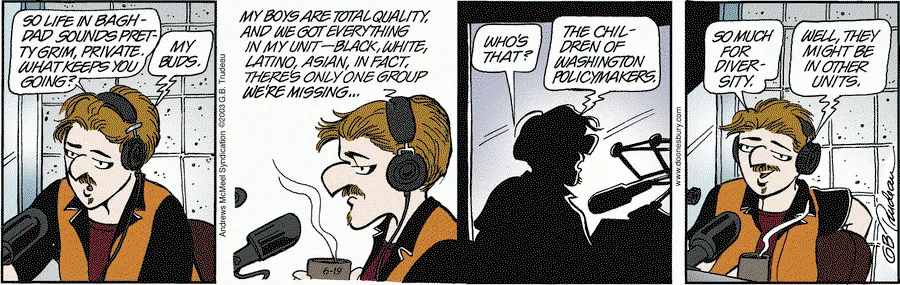 SO LIFE IN BAGH-
DAD SOUNDS PRET-
TY GRIM, PRIVATE.
WHAT KEEPS YOU
GOING?
MY
BUDS.
Andrews McMeel Syndication ©2003 G.B. Trudeau
MY BOYS ARE TOTAL QUALITY,
AND WE GOT EVERYTHING
IN MY UNIT—BLACK, WHITE,
LATINO, ASIAN, IN FACT,
THERE'S ONLY ONE GROUP
WE'RE MISSING...
6-19
WHO'S
THAT?
THE CHIL-
DREN OF
WASHINGTON
POLICYMAKERS.
www.doonesbury.com
SO MUCH
FOR
DIVER-
SITY.
WELL, THEY
MIGHT BE
IN OTHER
UNITS.
GB Trudeau